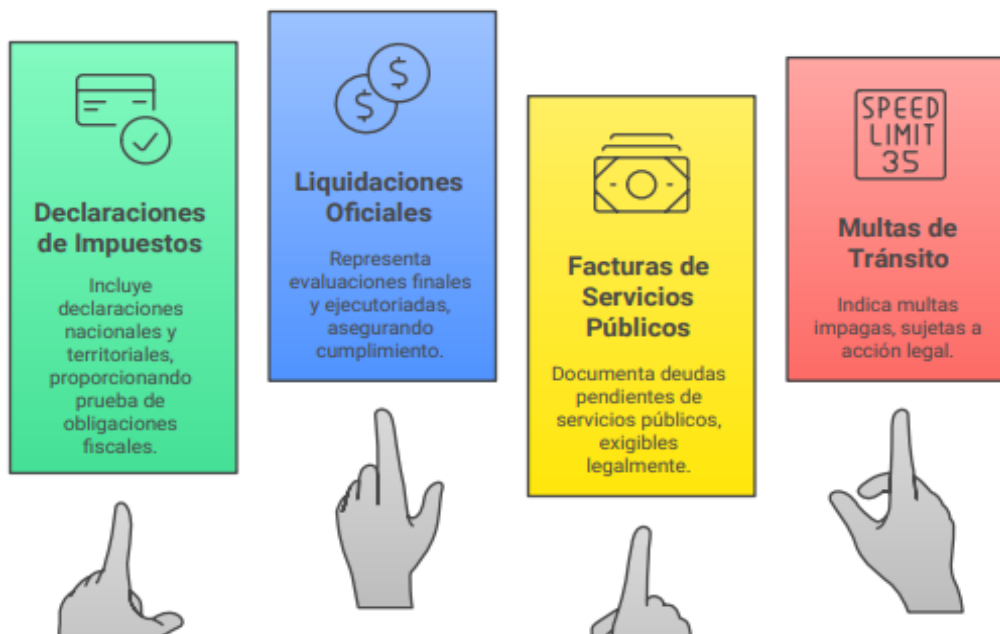 Declaraciones
de Impuestos
Incluye
declaraciones
nacionales y
territoriales,
proporcionando
prueba de
obligaciones
fiscales.
Liquidaciones
Oficiales
Representa
evaluaciones finales
y ejecutoriadas,
asegurando
cumplimiento.
Facturas de
Servicios
Públicos
Documenta deudas
pendientes de
servicios públicos,
exigibles
legalmente.
SPEED
LIMIT
35
Multas de
Tránsito
Indica multas
impagas, sujetas a
acción legal.